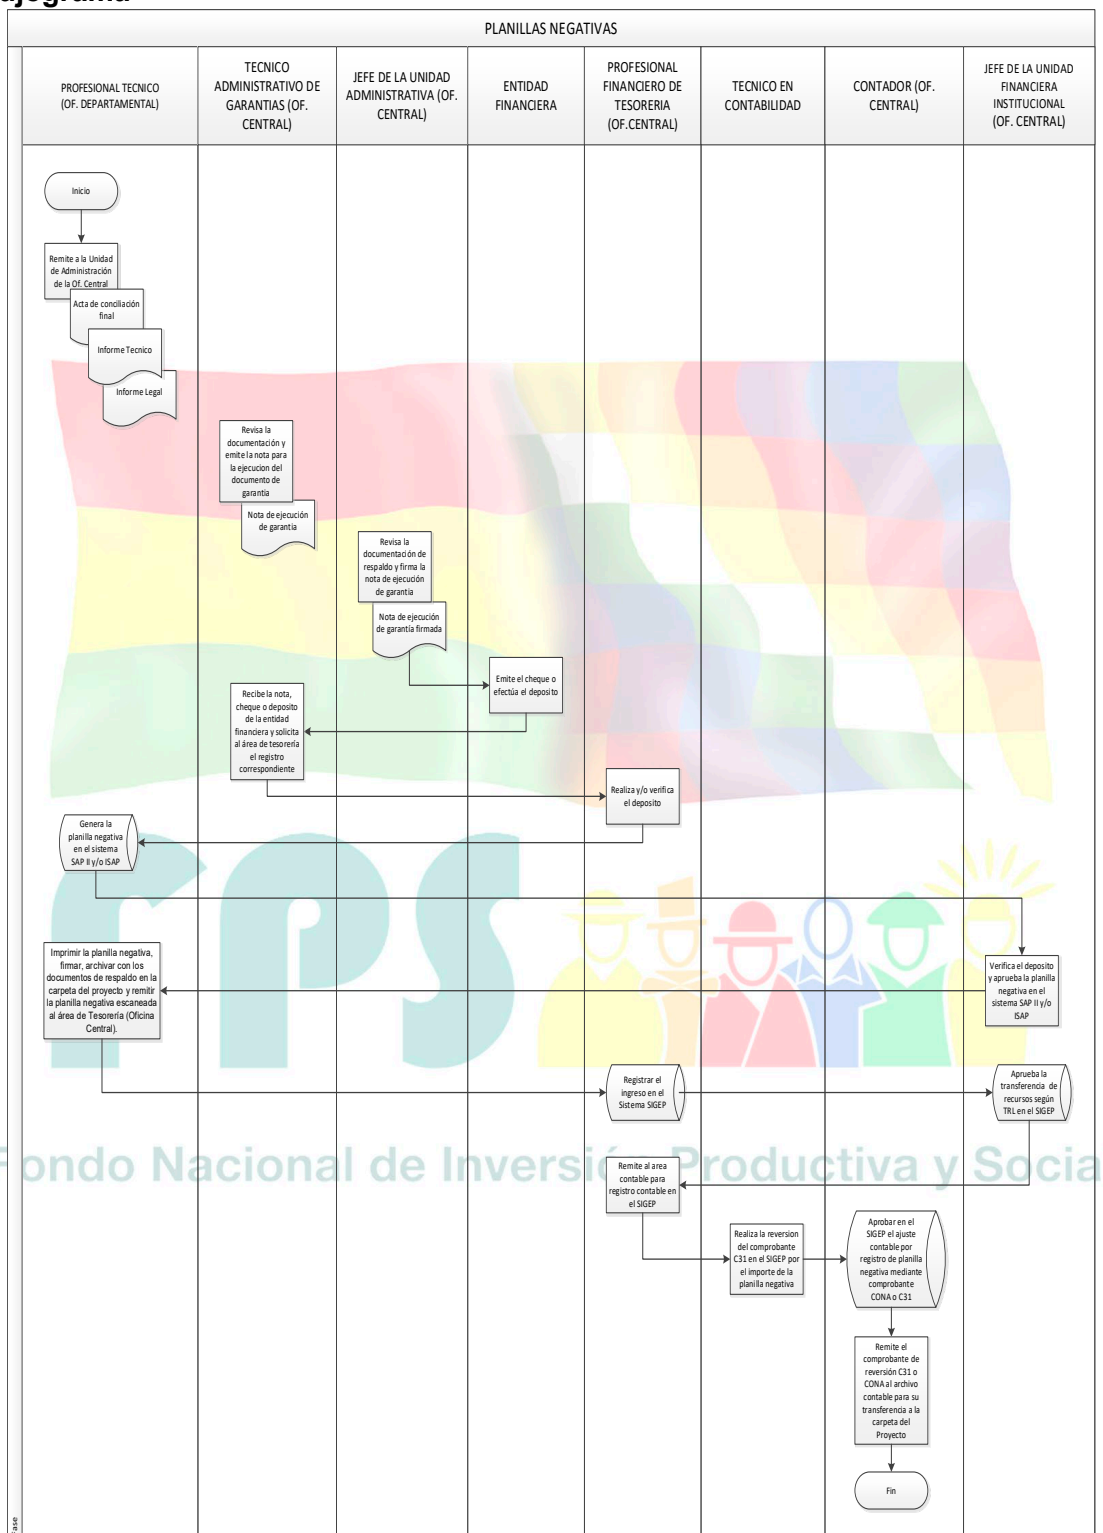 PLANILLAS NEGATIVAS
PROFESIONAL TECNICO
(OF. DEPARTAMENTAL)
TECNICO
ADMINISTRATIVO DE
GARANTIAS (OF.
CENTRAL)
JEFE DE LA UNIDAD
ADMINISTRATIVA (OF.
CENTRAL)
ENTIDAD
FINANCIERA
PROFESIONAL
FINANCIERO DE
TESORERIA
(OF.CENTRAL)
TECNICO EN
CONTABILIDAD
CONTADOR (OF.
CENTRAL)
JEFE DE LA UNIDAD
FINANCIERA
INSTITUCIONAL
(OF. CENTRAL)
Inicio
Remite a la Unidad
de Administración
de la Of. Central
Acta de conciliación
final
Informe Tecnico
Informe Legal
Revisa la
documentación y
emite la nota para
la ejecucion del
documento de
garantia
Nota de ejecución
de garantia
Revisa la
documentación de
respaldo y firma la
nota de ejecución
de garantia
Nota de ejecución
de garantía firmada
Emite el cheque o
efectúa el deposito
Recibe la nota,
cheque o deposito
de la entidad
financiera y solicita
al área de tesorería
el registro
correspondiente
Realiza y/o verifica
el deposito
Genera la
planilla negativa
en el sistema
SAP II y/o ISAP
Verifica el deposito
y aprueba la planilla
negativa en el
sistema SAP II y/o
ISAP
Imprimir la planilla negativa,
firmar, archivar con los
documentos de respaldo en la
carpeta del proyecto y remitir
la planilla negativa escaneada
al área de Tesorería (Oficina
Central).
Registrar el
ingreso en el
Sistema SIGEP
Aprueba la
transferencia de
recursos según
TRL en el SIGEP
Remite al area
contable para
registro contable en
el SIGEP
Realiza la reversion
del comprobante
C31 en el SIGEP por
el importe de la
planilla negativa
Aprobar en el
SIGEP el ajuste
contable por
registro de planilla
negativa mediante
comprobante
CONA o C31
Remite el
comprobante de
reversión C31 o
CONA al archivo
contable para su
transferencia a la
carpeta del
Proyecto
Fin
Fase
fps
Fondo Nacional de Inversión Productiva y Socia